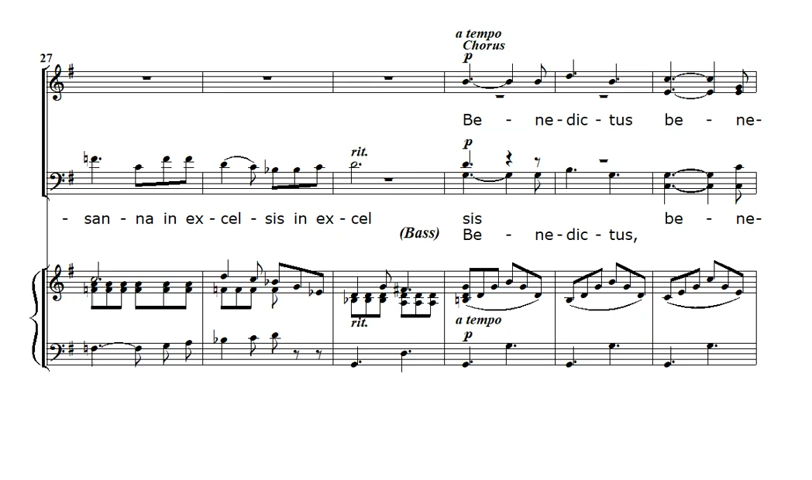 a tempo
Chorus
27
p
Be - ne - dic - tus be - ne-
rit.
p
- san - na in ex - cel - sis in ex - cel sis be - ne-
(Bass) Be - ne - dic - tus,
rit.
a tempo
p